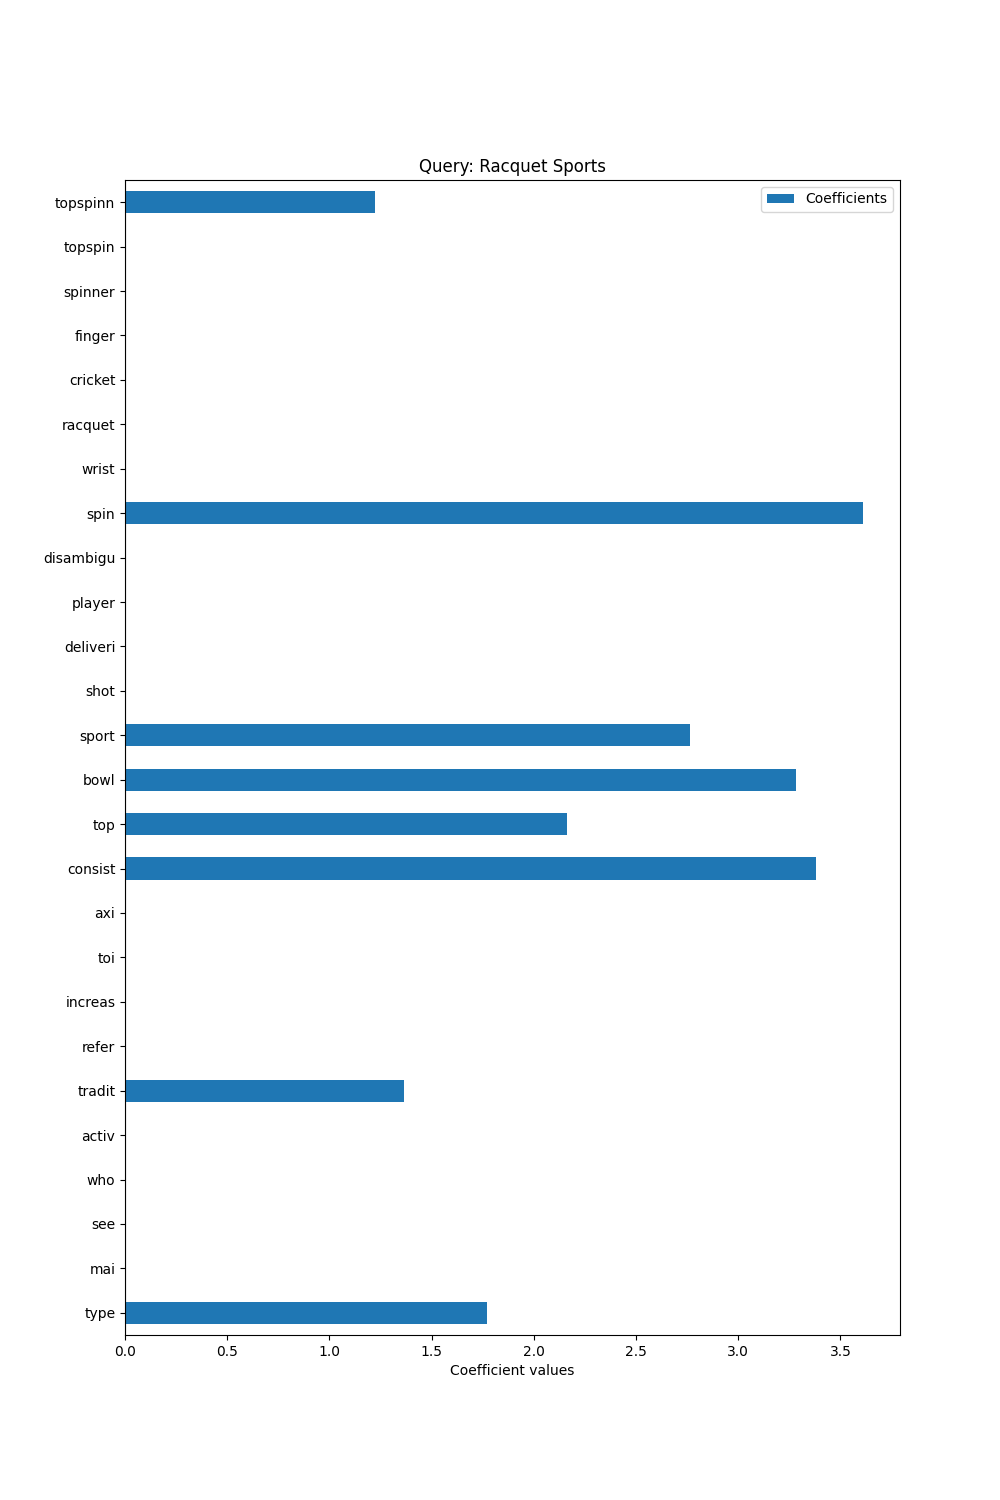 Query: Racquet Sports
Coefficients
topspinn
topspin
spinner
finger
cricket
racquet
wrist
spin
disambigu
player
deliveri
shot
sport
bowl
top
consist
axi
toi
increas
refer
tradit
activ
who
see
mai
type
0.0 0.5 1.0 1.5 2.0 2.5 3.0 3.5
Coefficient values